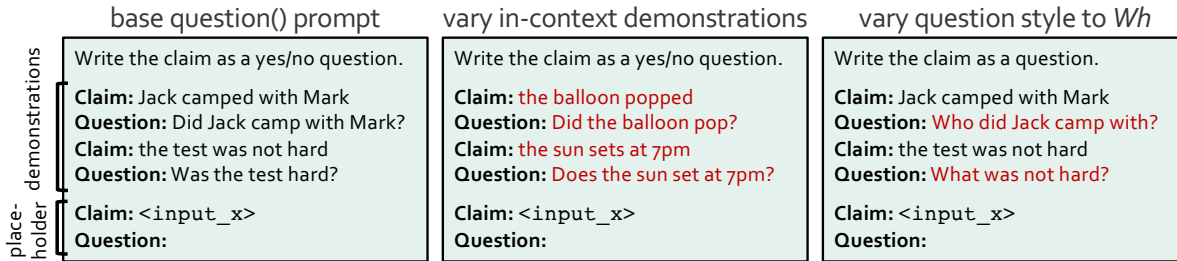 base question() prompt
Write the claim as a yes/no question.
demonstrations
Claim: Jack camped with Mark
Question: Did Jack camp with Mark?
Claim: the test was not hard
Question: Was the test hard?
place-
holder
Claim: <input_x>
Question:
vary in-context demonstrations
Write the claim as a yes/no question.
Claim: the balloon popped
Question: Did the balloon pop?
Claim: the sun sets at 7pm
Question: Does the sun set at 7pm?
Claim: <input_x>
Question:
vary question style to Wh
Write the claim as a question.
Claim: Jack camped with Mark
Question: Who did Jack camp with?
Claim: the test was not hard
Question: What was not hard?
Claim: <input_x>
Question: